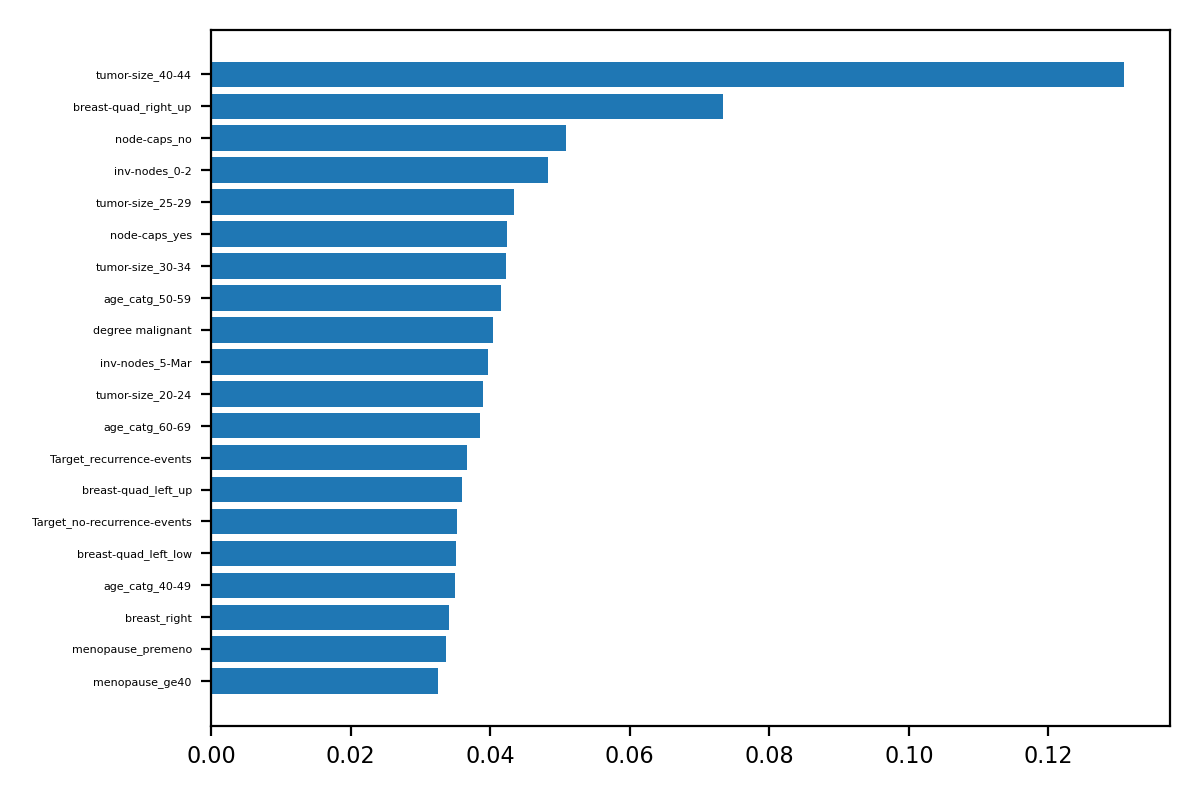 tumor-size_40-44
breast-quad_right_up
node-caps_no
inv-nodes_0-2
tumor-size_25-29
node-caps_yes
tumor-size_30-34
age_catg_50-59
degree malignant
inv-nodes_5-Mar
tumor-size_20-24
age_catg_60-69
Target_recurrence-events
breast-quad_left_up
Target_no-recurrence-events
breast-quad_left_low
age_catg_40-49
breast_right
menopause_premeno
menopause_ge40
0.00 0.02 0.04 0.06 0.08 0.10 0.12